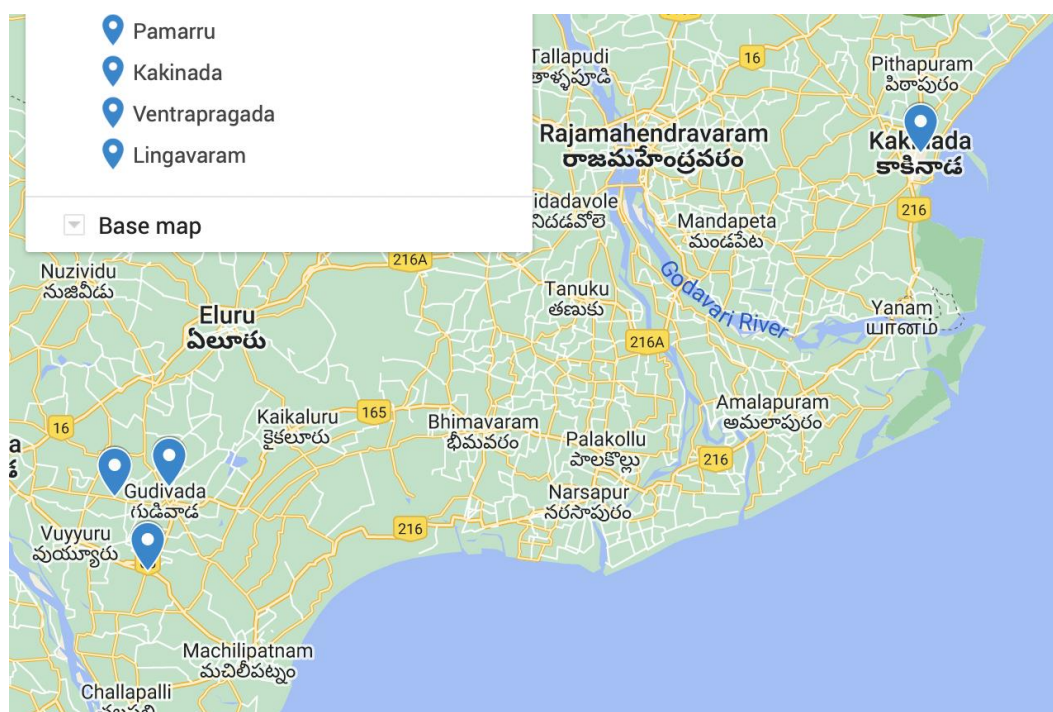 Pamarru
Kakinada
Ventrapragada
Lingavaram
Base map
Tallapudi
తాళ్ళపూడి
16
Pithapuram
పిఠాపురం
Rajamahendravaram
రాజమహేంద్రవరం
కాకినాడ
idadavole
నిడదవోలె
Mandapeta
మండపేట
216
Nuzividu
నుజివీడు
216A
Godavari River
Tanuku
తణుకు
Eluru
ఏలూరు
Yanam
யானம்
216A
Kaikaluru
కైకలూరు
165
16
Bhimavaram
భీమవరం
Amalapuram
అమలాపురం
Palakollu
పాలకొల్లు
216
Gudivada
గుడివాడ
Narsapur
నరసాపురం
216
Vuyyuru
వుయ్యూరు
Machilipatnam
మచిలీపట్నం
Challapalli